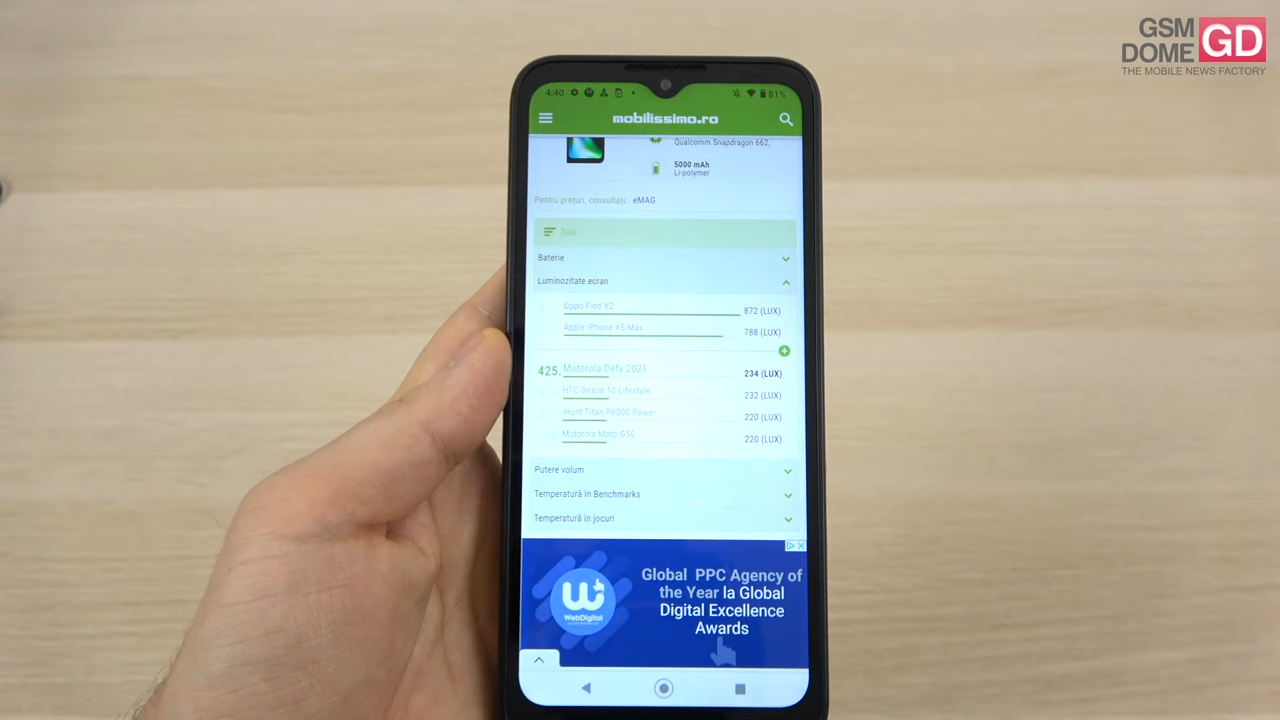 GSM
DOME GD
THE MOBILE NEWS FACTORY
4:40 81%
mobilissimo.ro
Qualcomm Snapdragon 662,
5000 mAh
Li-polymer
Pentru prețuri, consultați: eMAG
Teste
Baterie
Luminozitate ecran
Oppo Find X2 872 (LUX)
Apple iPhone XS Max 788 (LUX)
425. Motorola Defy 2021 234 (LUX)
HTC Desire 10 Lifestyle 232 (LUX)
iHunt Titan P6000 Power 220 (LUX)
Motorola Moto G50 220 (LUX)
Putere volum
Temperatură în Benchmarks
Temperatură în jocuri
Global PPC Agency of
the Year la Global
Digital Excellence
Awards
WebDigital